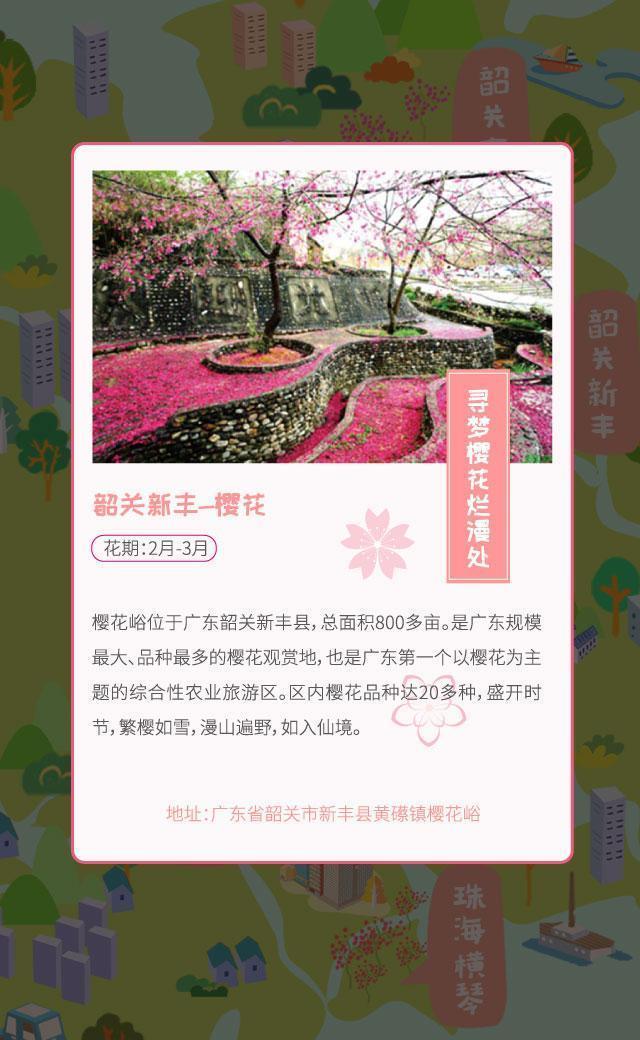 韶关
韶关新丰
寻梦樱花烂漫处
韶关新丰-樱花
花期：2月-3月
樱花峪位于广东韶关新丰县，总面积800多亩。是广东规模
最大、品种最多的樱花观赏地，也是广东第一个以樱花为主
题的综合性农业旅游区。区内樱花品种达20多种，盛开时
节，繁樱如雪，漫山遍野，如入仙境。
地址：广东省韶关市新丰县黄磜镇樱花峪
珠海横琴